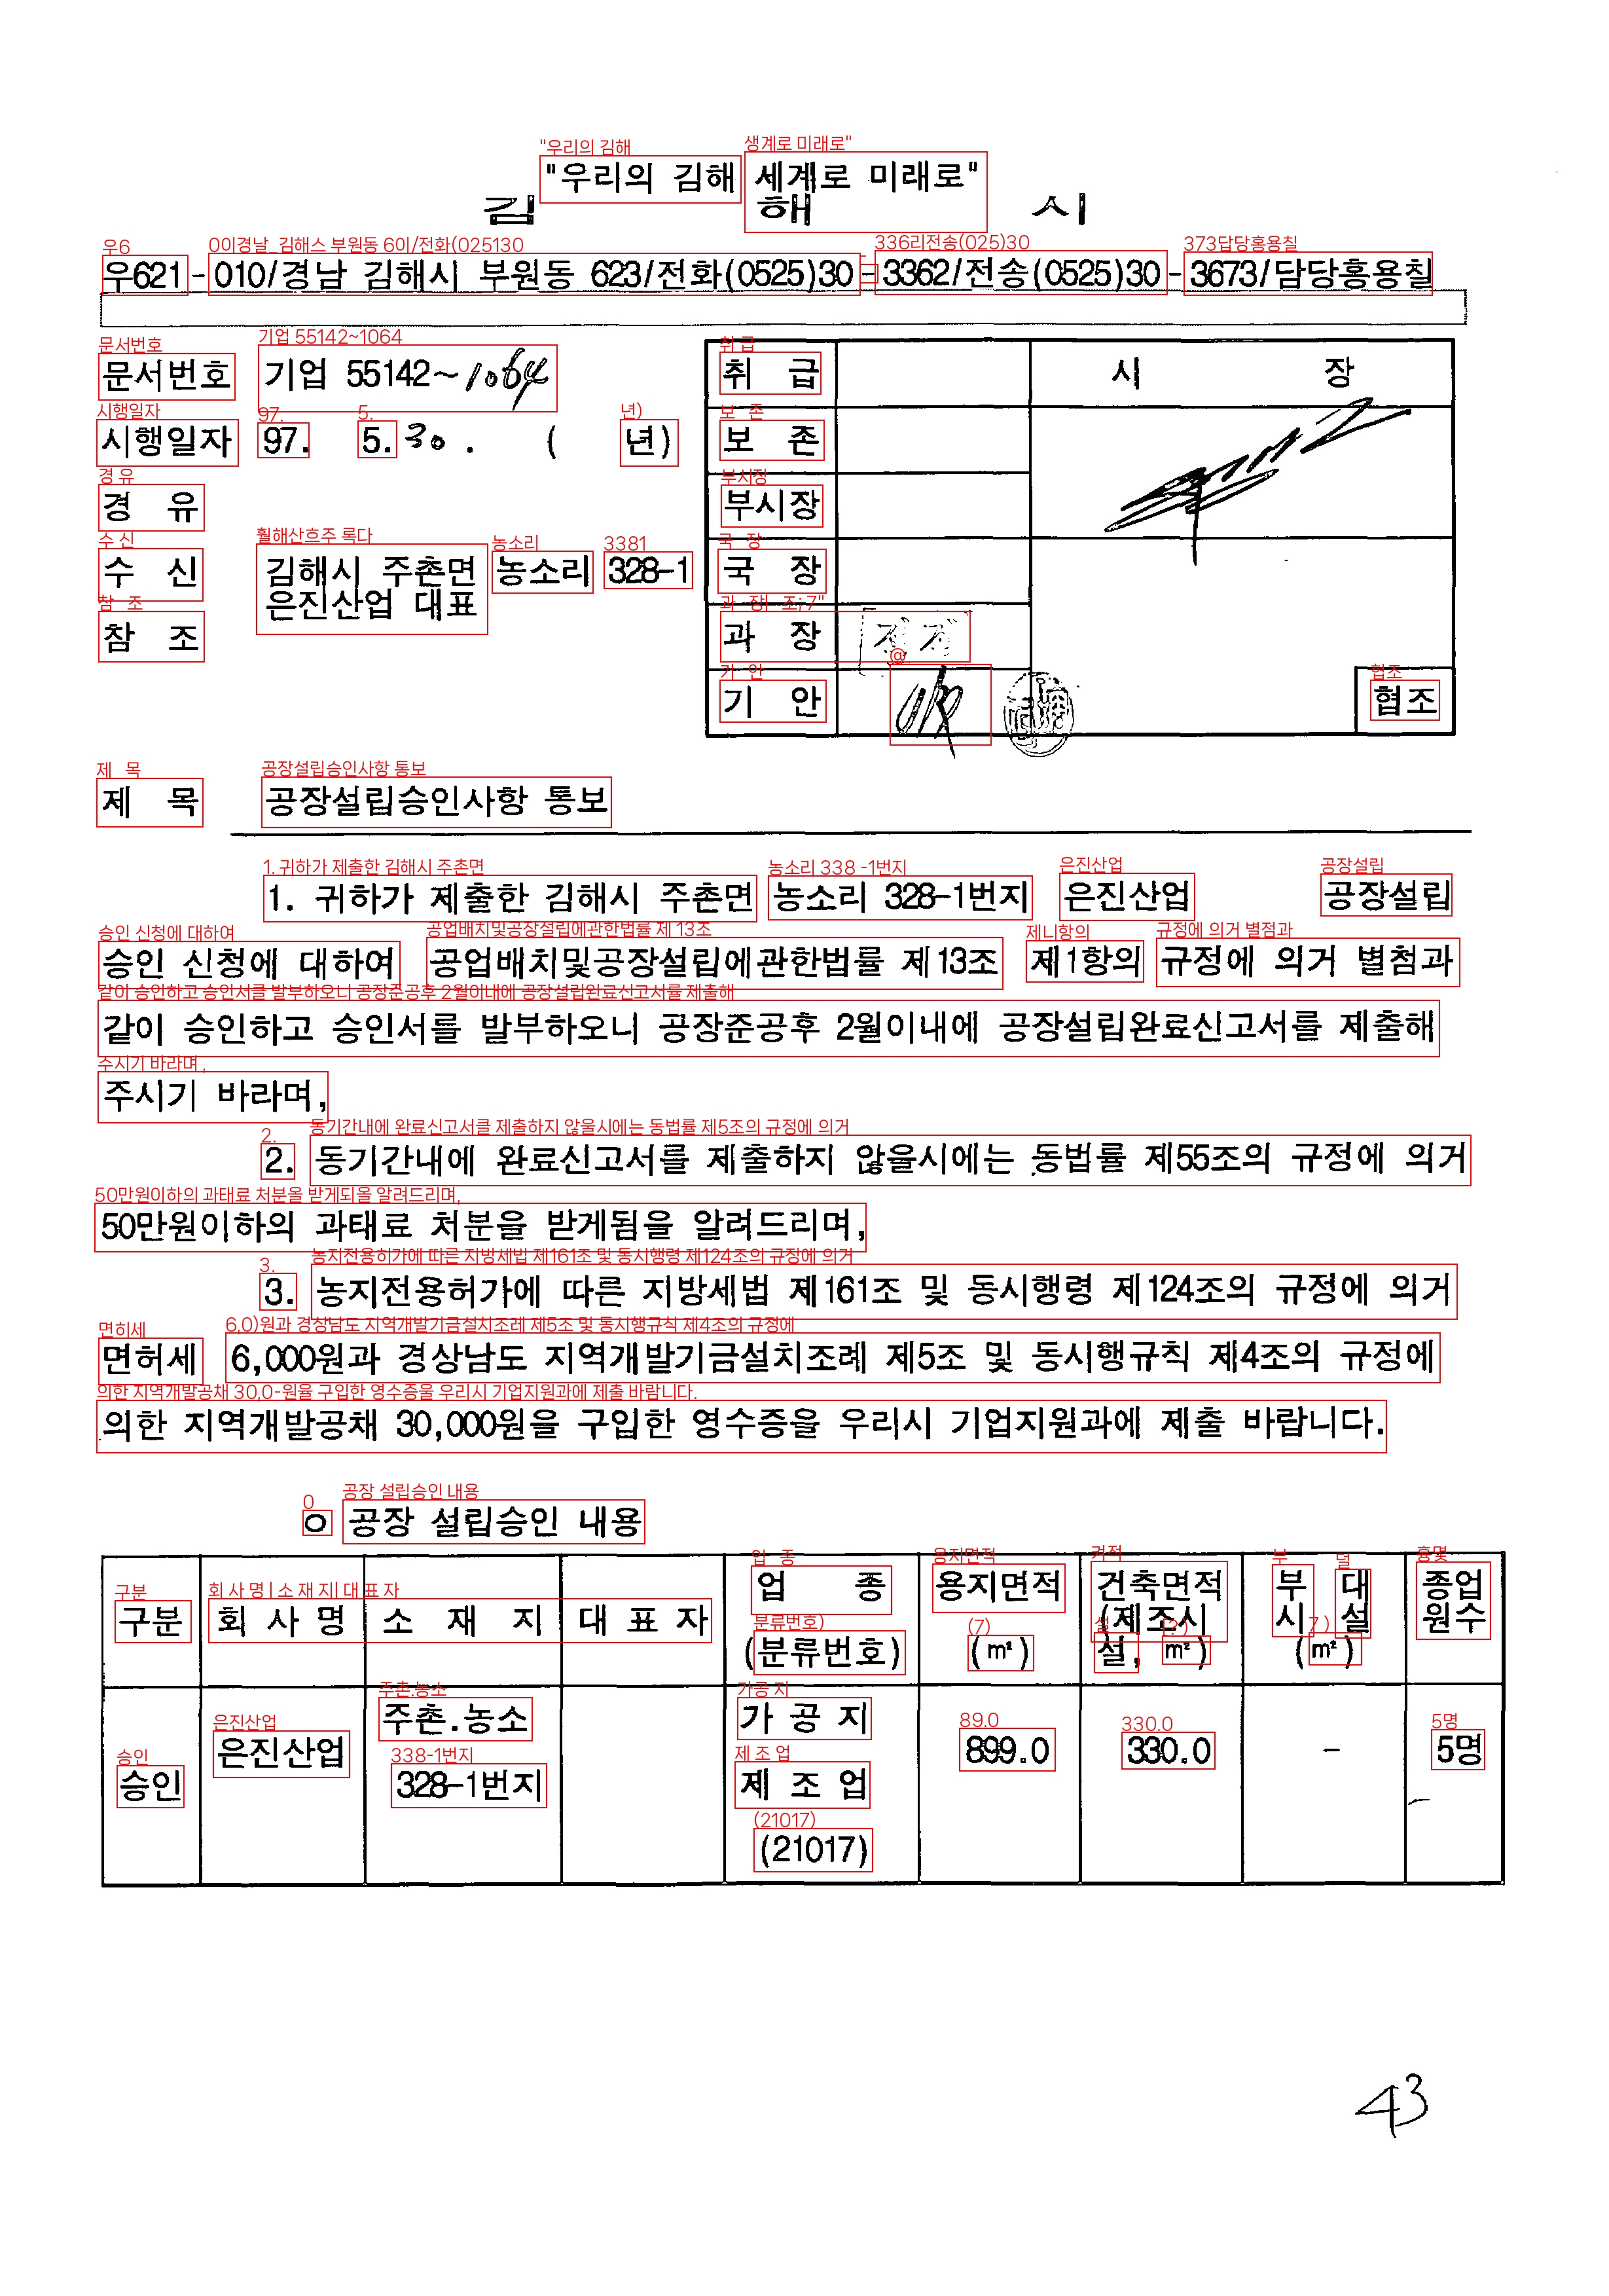 "우리의 김해 세계로 미래로"
김 해 시
우621-010/경남 김해시 부원동 623/전화(0525)30-3362/전송(0525)30-3673/담당홍용칠
문서번호 기업 55142~1064
시행일자 97. 5. 30. ( 년)
경 유
수 신 김해시 주촌면 농소리 328-1
은진산업 대표
참 조
취 급 시 장
보 존
부시장
국 장
과 장
기 안 협조
제 목 공장설립승인사항 통보
1. 귀하가 제출한 김해시 주촌면 농소리 328-1번지 은진산업 공장설립
승인 신청에 대하여 공업배치및공장설립에관한법률 제13조 제1항의 규정에 의거 별첨과
같이 승인하고 승인서를 발부하오니 공장준공후 2월이내에 공장설립완료신고서를 제출해
주시기 바라며,
2. 동기간내에 완료신고서를 제출하지 않을시에는 동법률 제55조의 규정에 의거
50만원이하의 과태료 처분을 받게됨을 알려드리며,
3. 농지전용허가에 따른 지방세법 제161조 및 동시행령 제124조의 규정에 의거
면허세 6,000원과 경상남도 지역개발기금설치조례 제5조 및 동시행규칙 제4조의 규정에
의한 지역개발공채 30,000원을 구입한 영수증을 우리시 기업지원과에 제출 바랍니다.
ㅇ 공장 설립승인 내용
구분 회 사 명 소 재 지 대 표 자 업 종 (분류번호) 용지면적 (㎡) 건축면적 (제조시설, ㎡) 부 대 시 설 (㎡) 종업원수
승인 은진산업 주촌.농소 328-1번지 가 공 지 제 조 업 (21017) 899.0 330.0 - 5명
43